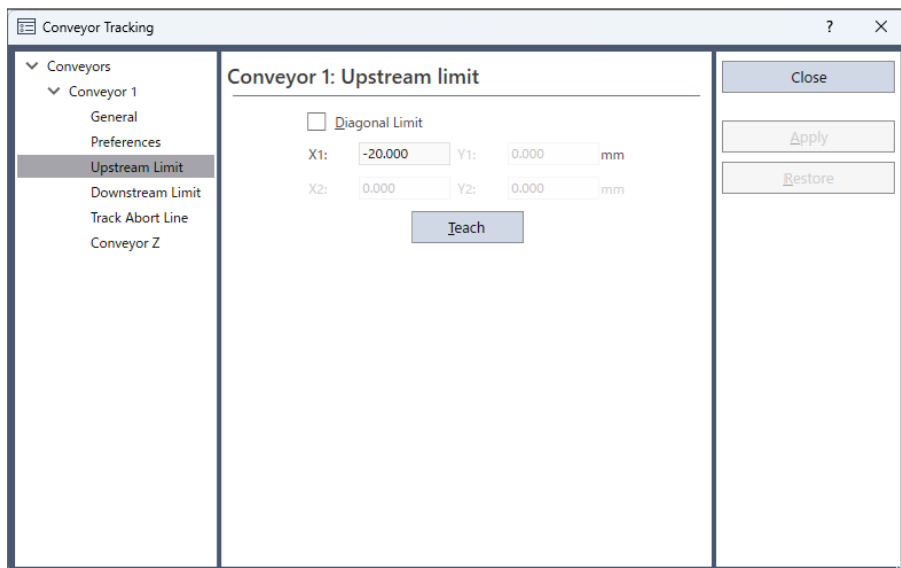 Conveyor Tracking
?
Conveyors
Conveyor 1
General
Preferences
Upstream Limit
Downstream Limit
Track Abort Line
Conveyor Z
Conveyor 1: Upstream limit
Diagonal Limit
X1: -20.000 Y1: 0.000 mm
X2: 0.000 Y2: 0.000 mm
Teach
Close
Apply
Restore